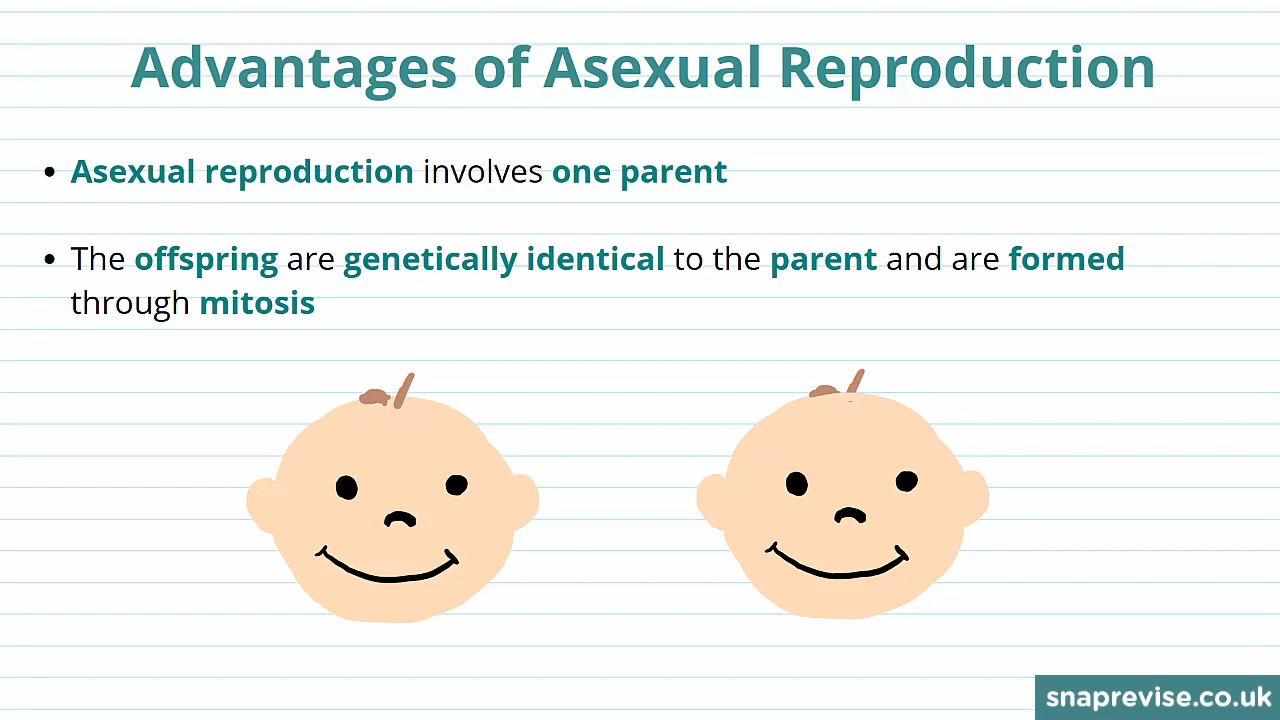 Advantages of Asexual Reproduction
• Asexual reproduction involves one parent
• The offspring are genetically identical to the parent and are formed
through mitosis
snaprevise.co.uk